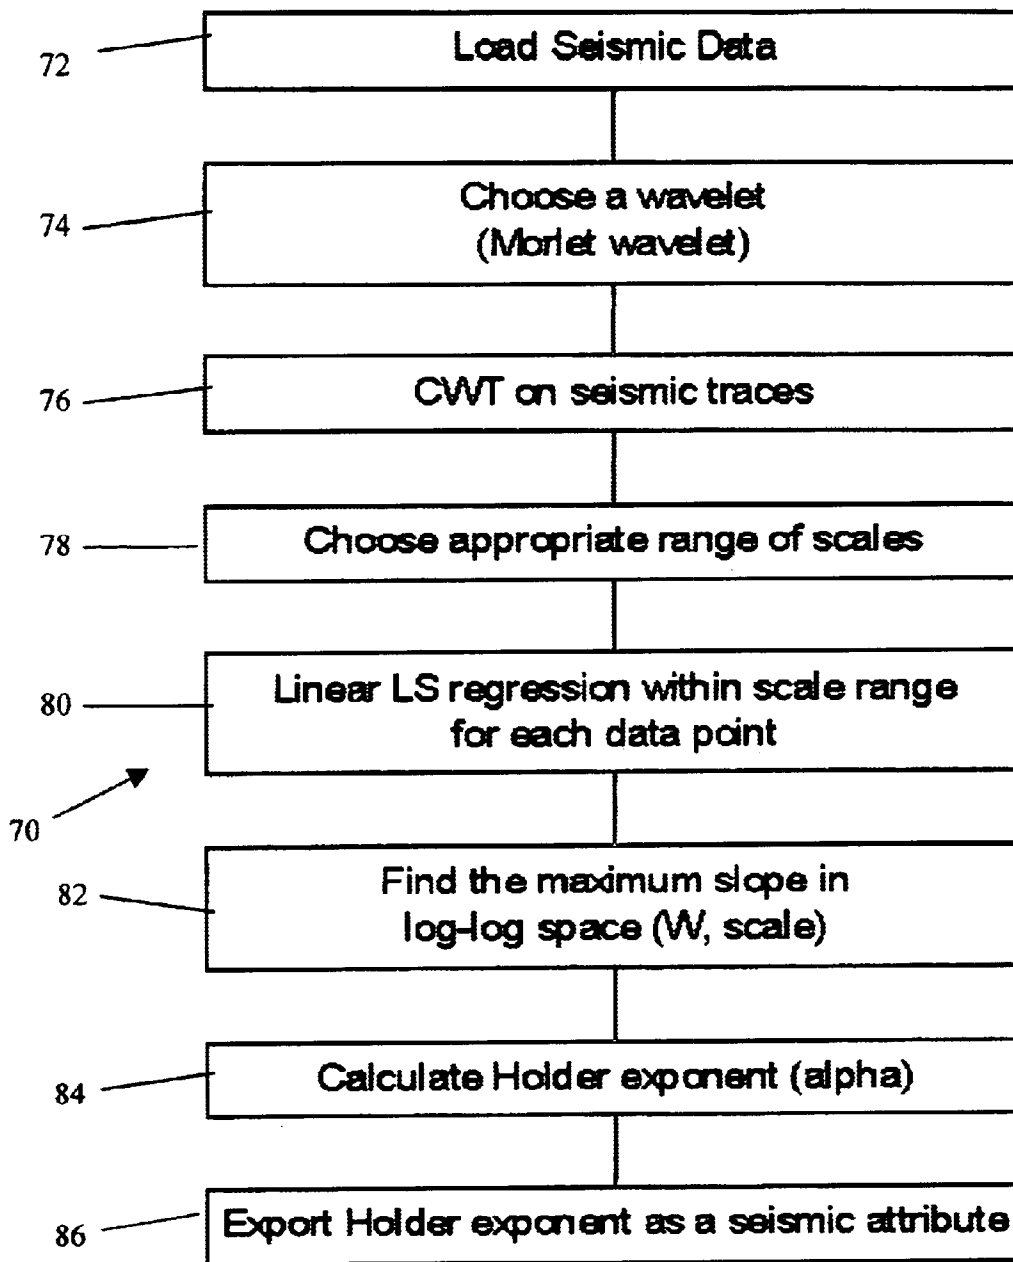 72
Load Seismic Data
74
Choose a wavelet
(Morlet wavelet)
76
CWT on seismic traces
78
Choose appropriate range of scales
80
Linear LS regression within scale range
for each data point
70
82
Find the maximum slope in
log-log space (W, scale)
84
Calculate Holder exponent (alpha)
86
Export Holder exponent as a seismic attribute